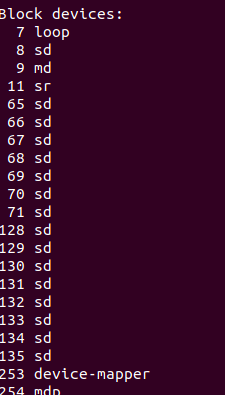 Block devices:
  7 loop
  8 sd
  9 md
 11 sr
 65 sd
 66 sd
 67 sd
 68 sd
 69 sd
 70 sd
 71 sd
128 sd
129 sd
130 sd
131 sd
132 sd
133 sd
134 sd
135 sd
253 device-mapper
254 mdp